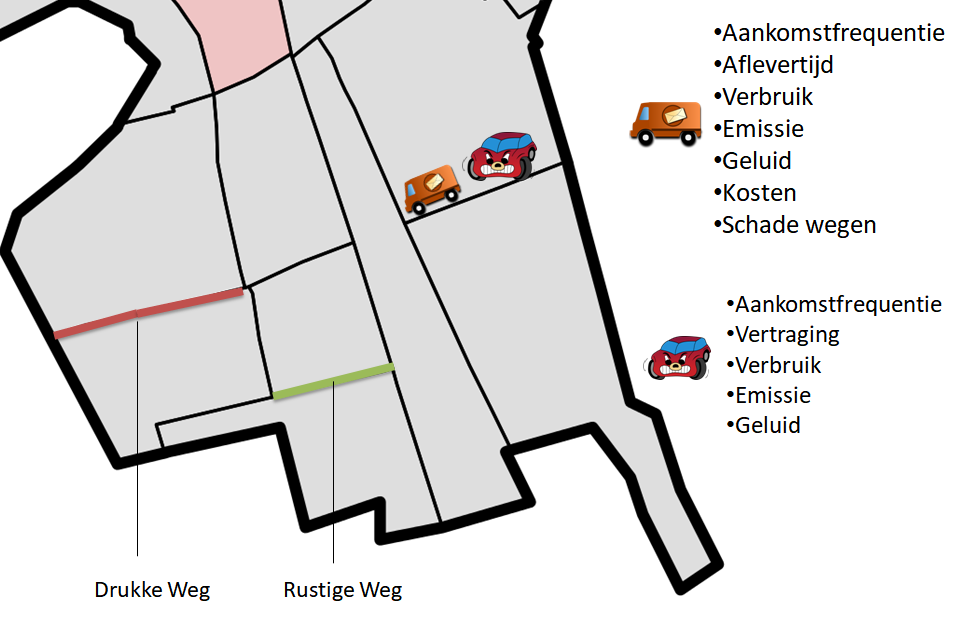 •Aankomstfrequentie
•Aflevertijd
•Verbruik
•Emissie
•Geluid
•Kosten
•Schade wegen
•Aankomstfrequentie
•Vertraging
•Verbruik
•Emissie
•Geluid
Drukke Weg
Rustige Weg